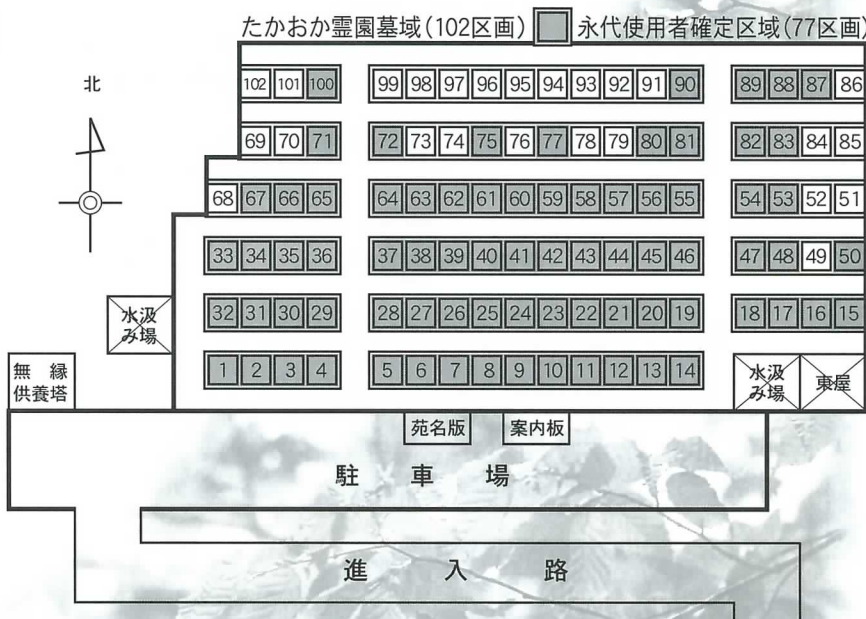 たかおか霊園墓域(102区画) 永代使用者確定区域(77区画)
北
102 101 100 99 98 97 96 95 94 93 92 91 90 89 88 87 86
69 70 71 72 73 74 75 76 77 78 79 80 81 82 83 84 85
68 67 66 65 64 63 62 61 60 59 58 57 56 55 54 53 52 51
33 34 35 36 37 38 39 40 41 42 43 44 45 46 47 48 49 50
32 31 30 29 28 27 26 25 24 23 22 21 20 19 18 17 16 15
水汲
み場
1 2 3 4 5 6 7 8 9 10 11 12 13 14
無縁
供養塔
水汲
み場
東屋
苑名版 案内板
駐車場
進入路